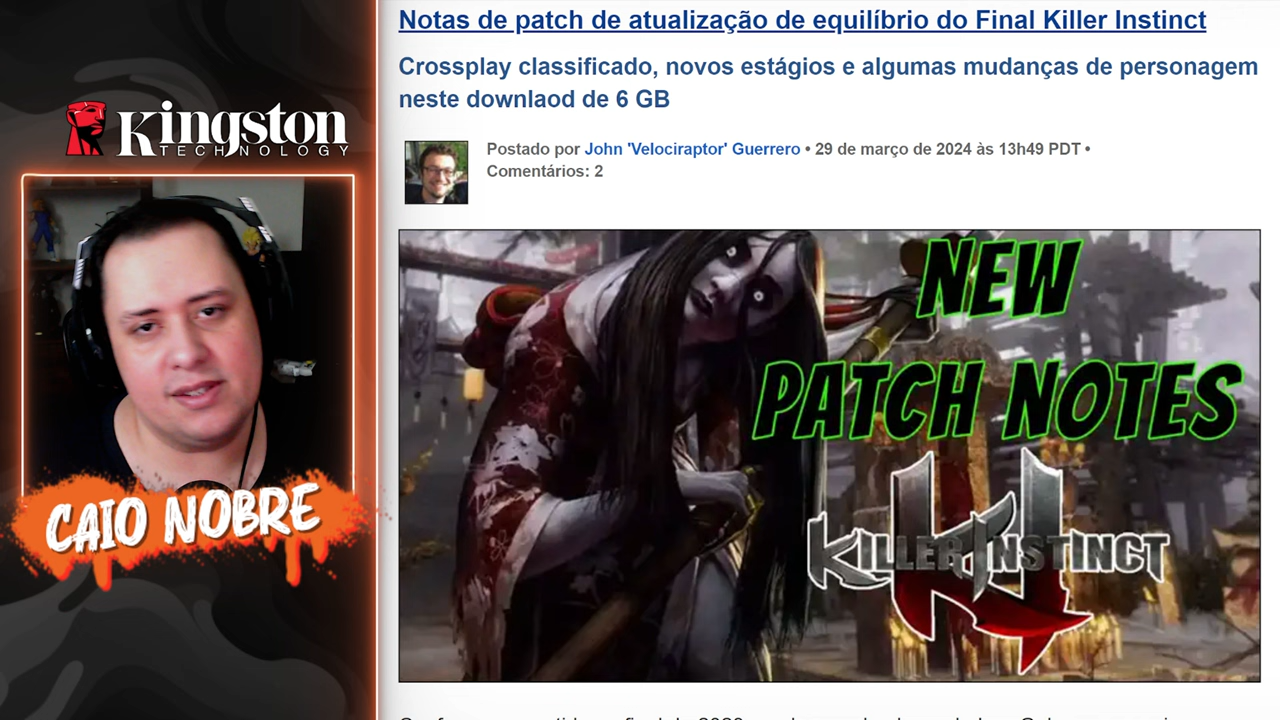 Kingston
TECHNOLOGY
CAIO NOBRE
Notas de patch de atualização de equilíbrio do Final Killer Instinct
Crossplay classificado, novos estágios e algumas mudanças de personagem
neste downlaod de 6 GB
Postado por John 'Velociraptor' Guerrero • 29 de março de 2024 às 13h49 PDT •
Comentários: 2
NEW
PATCH NOTES
KILLER INSTINCT